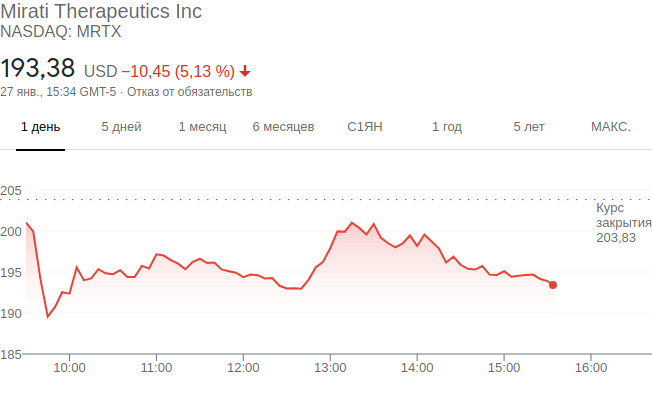 Mirati Therapeutics Inc
NASDAQ: MRTX
193,38 USD −10,45 (5,13 %)
27 янв., 15:34 GMT-5 · Отказ от обязательств
1 день 5 дней 1 месяц 6 месяцев С1ЯН 1 год 5 лет МАКС.
205
Курс
закрытия
203,83
200
195
190
185
10:00 11:00 12:00 13:00 14:00 15:00 16:00